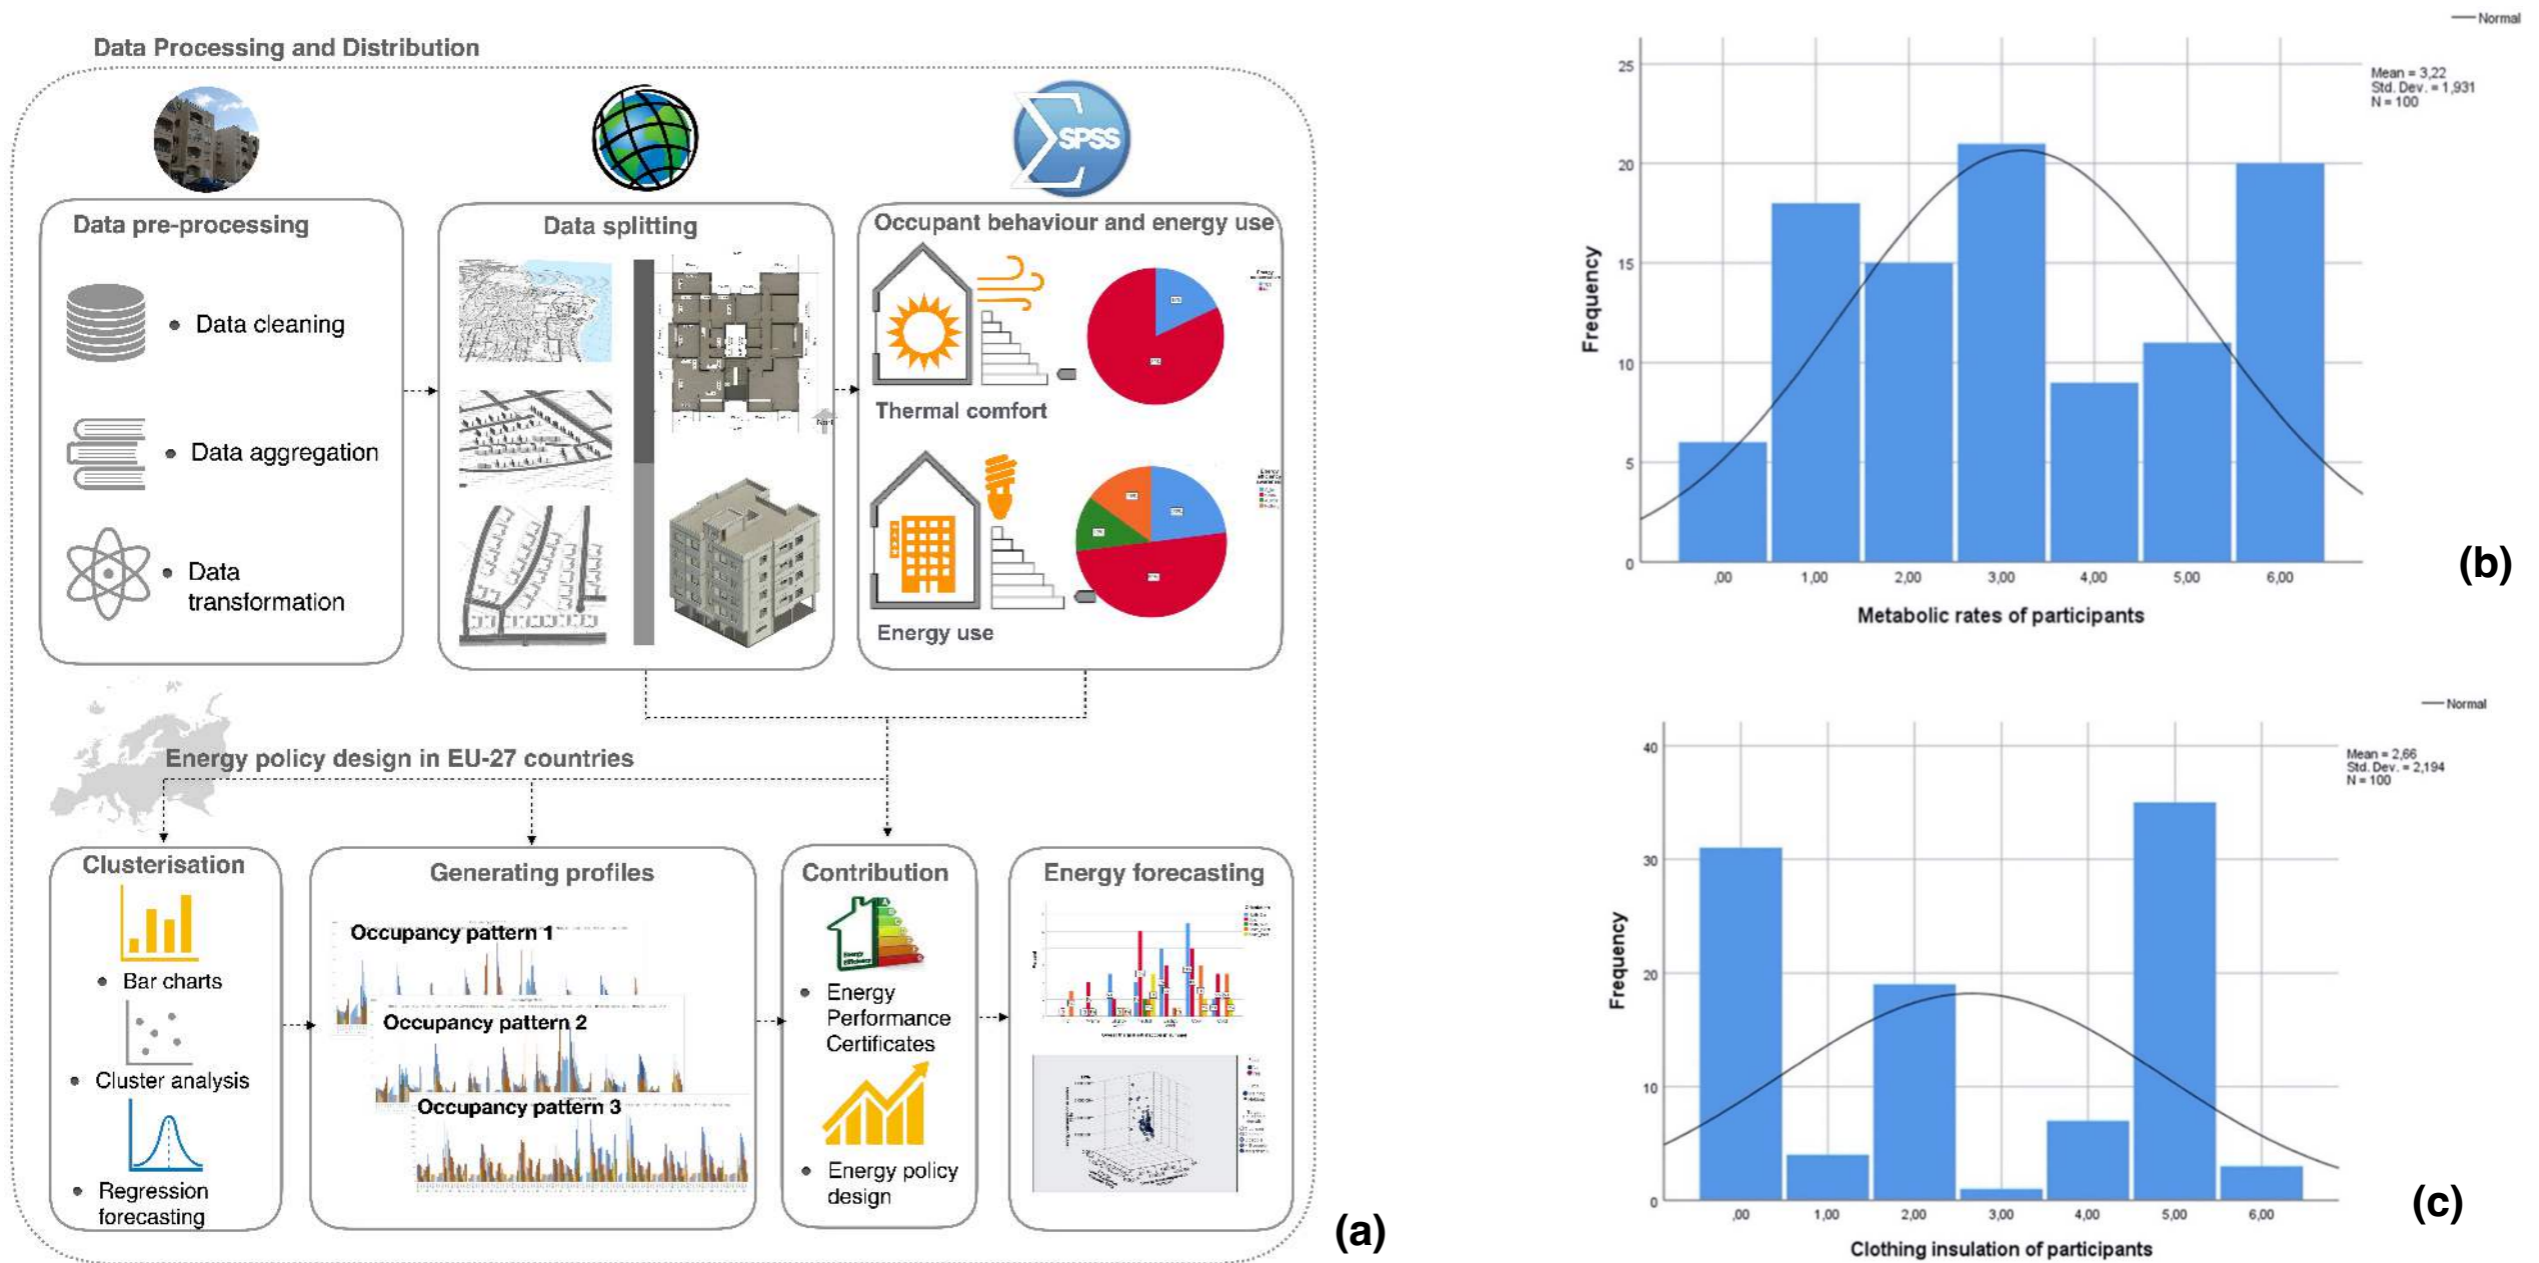 Data Processing and Distribution
SPSS
Data pre-processing
Data cleaning
Data aggregation
Data
transformation
Data splitting
Occupant behaviour and energy use
Thermal comfort
Energy use
Energy policy design in EU-27 countries
Clusterisation
Bar charts
Cluster analysis
Regression
forecasting
Generating profiles
Occupancy pattern 1
Occupancy pattern 2
Occupancy pattern 3
Contribution
Energy
Performance
Certificates
Energy policy
design
Energy forecasting
(a)
Normal
Mean = 3,22
Std. Dev. = 1,931
N = 100
Frequency
25
20
15
10
5
0
,00 1,00 2,00 3,00 4,00 5,00 6,00
Metabolic rates of participants
(b)
Normal
Mean = 2,66
Std. Dev. = 2,194
N = 100
Frequency
40
30
20
10
0
,00 1,00 2,00 3,00 4,00 5,00 6,00
Clothing insulation of participants
(c)